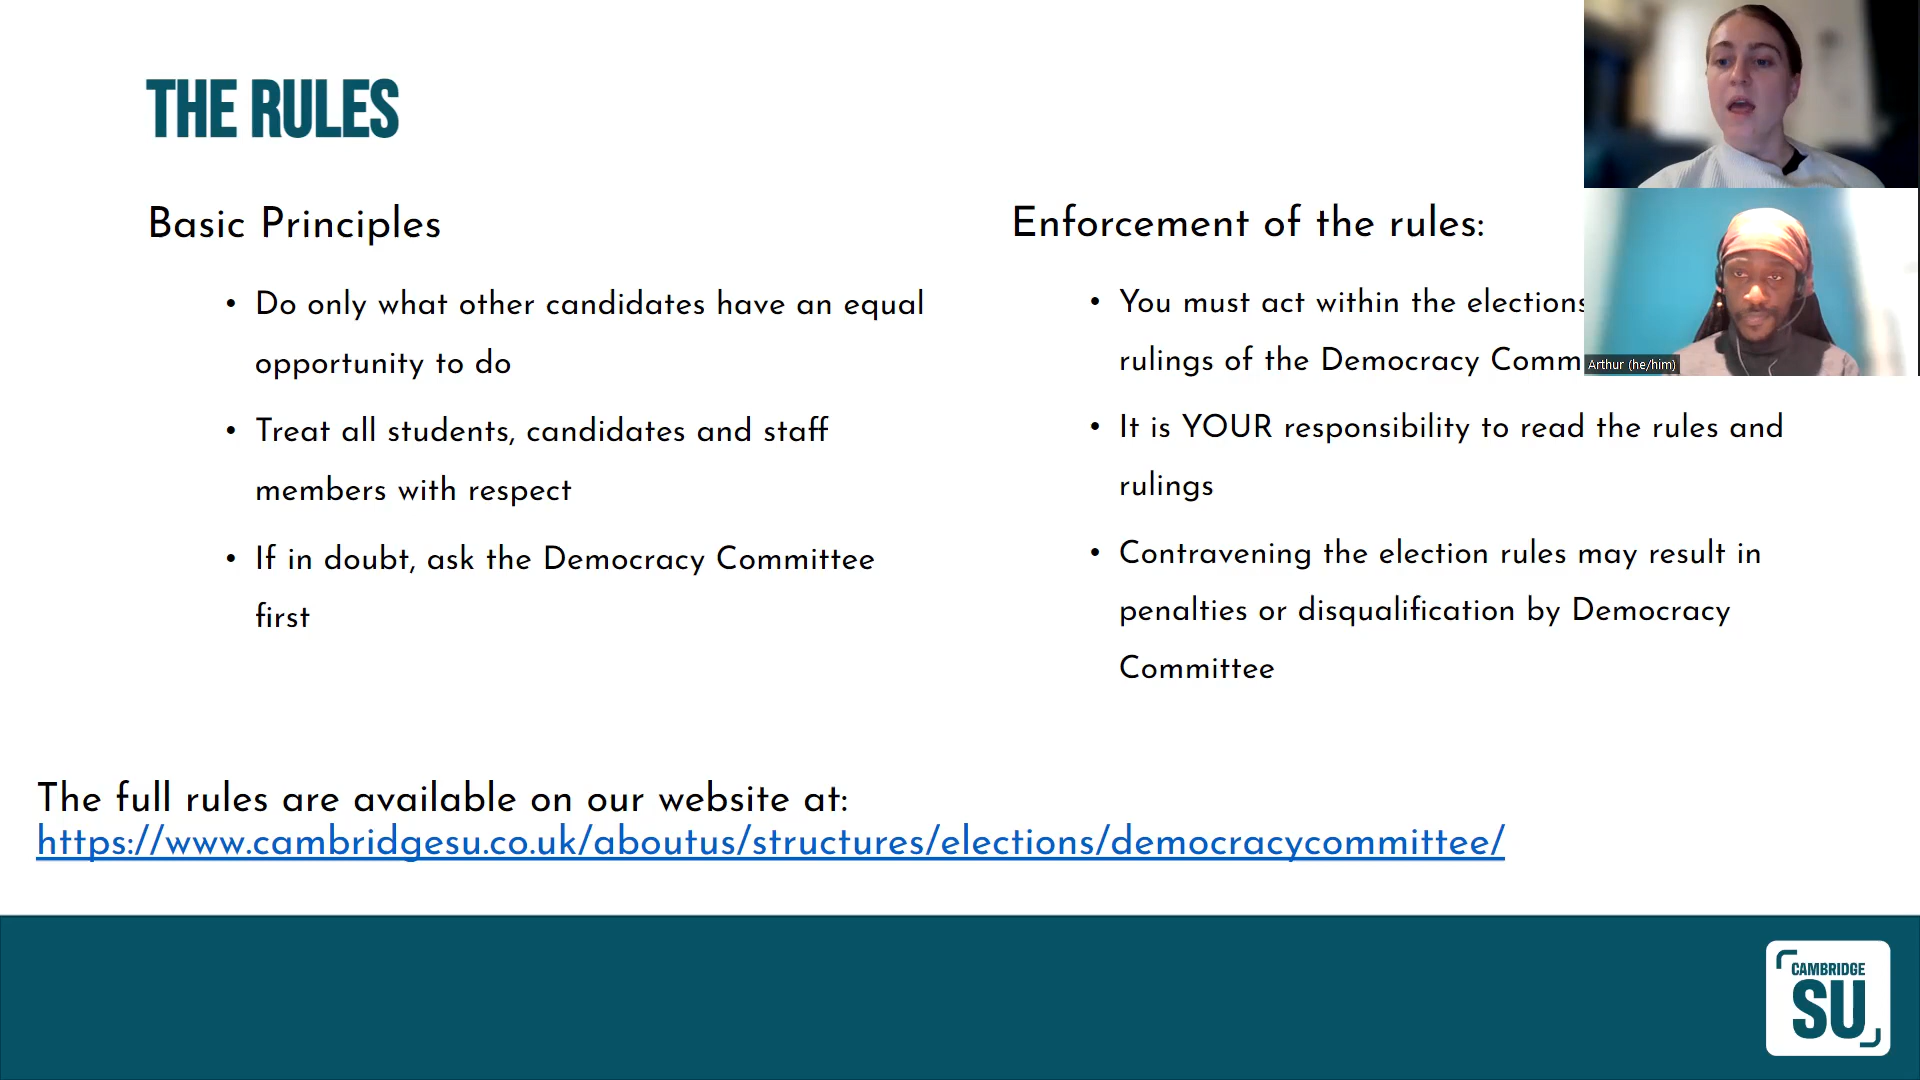 THE RULES
Basic Principles
• Do only what other candidates have an equal
opportunity to do
• Treat all students, candidates and staff
members with respect
• If in doubt, ask the Democracy Committee
first
Enforcement of the rules:
• You must act within the elections
rulings of the Democracy Comm
• It is YOUR responsibility to read the rules and
rulings
• Contravening the election rules may result in
penalties or disqualification by Democracy
Committee
Arthur (he/him)
The full rules are available on our website at:
https://www.cambridgesu.co.uk/aboutus/structures/elections/democracycommittee/
CAMBRIDGE
SU